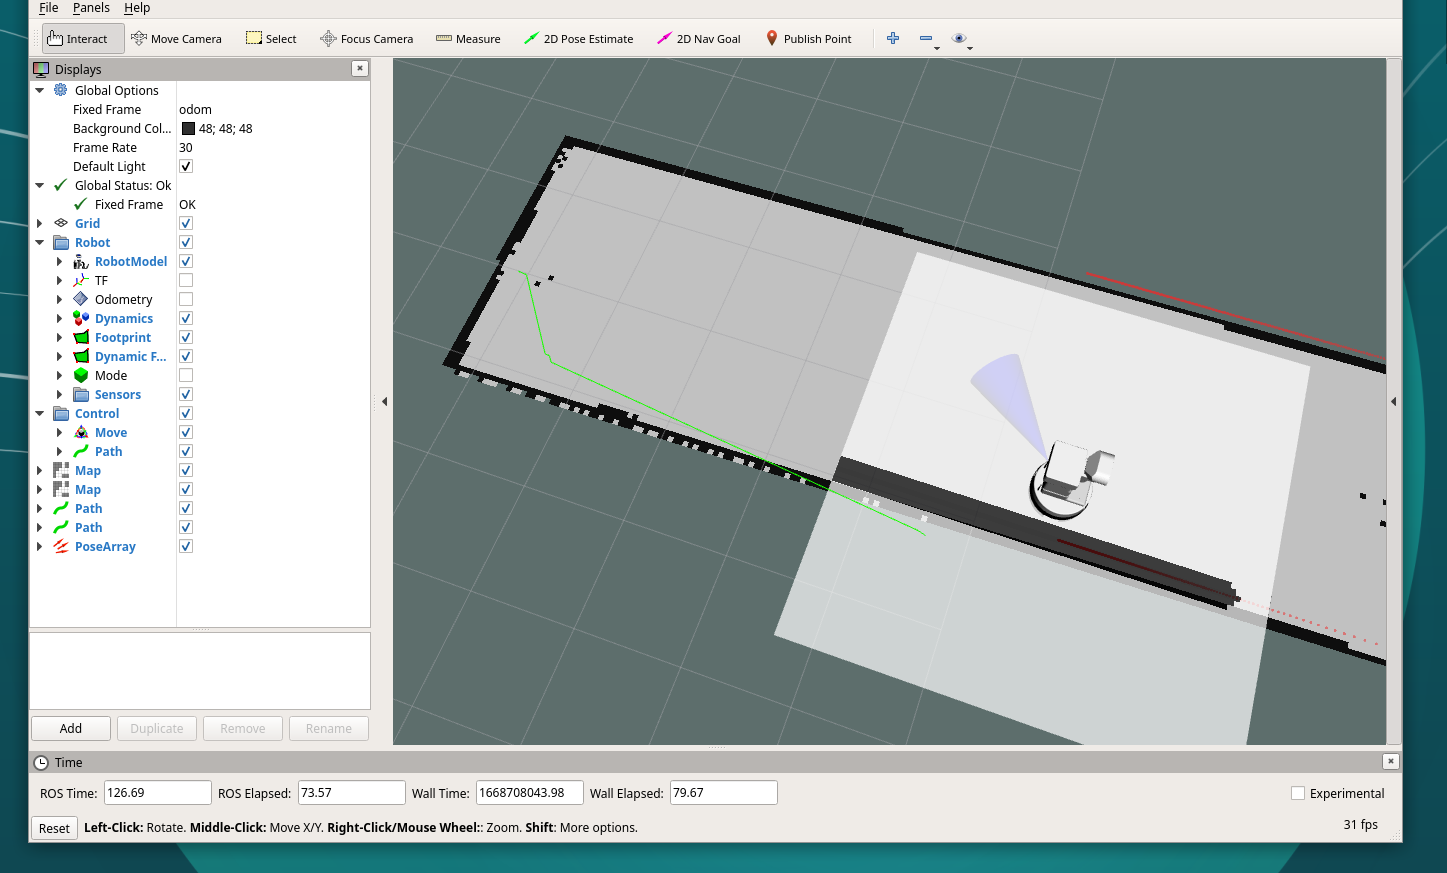 File Panels Help
Interact Move Camera Select Focus Camera Measure 2D Pose Estimate 2D Nav Goal Publish Point
Displays
Global Options
Fixed Frame odom
Background Col... 48; 48; 48
Frame Rate 30
Default Light
Global Status: Ok
Fixed Frame OK
Grid
Robot
RobotModel
TF
Odometry
Dynamics
Footprint
Dynamic F...
Mode
Sensors
Control
Move
Path
Map
Map
Path
Path
PoseArray
Add Duplicate Remove Rename
Time
ROS Time: 126.69 ROS Elapsed: 73.57 Wall Time: 1668708043.98 Wall Elapsed: 79.67 Experimental
Reset Left-Click: Rotate. Middle-Click: Move X/Y. Right-Click/Mouse Wheel:: Zoom. Shift: More options. 31 fps